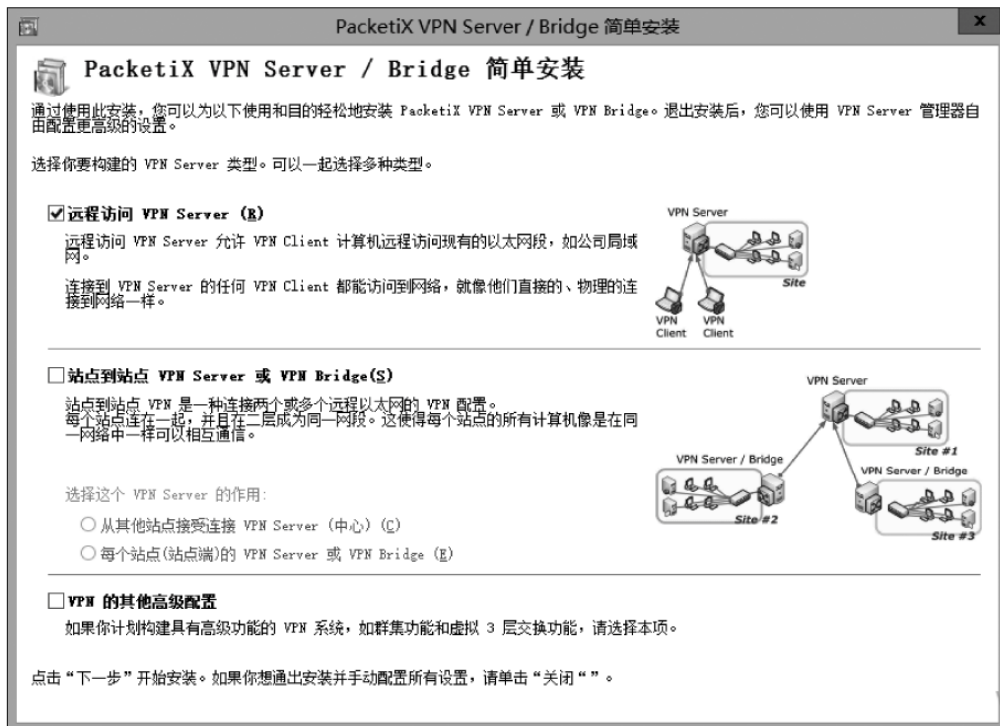 PacketiX VPN Server / Bridge 简单安装
x
PacketiX VPN Server / Bridge 简单安装
通过使用此安装，您可以为以下使用和目的轻松地安装 PacketiX VPN Server 或 VPN Bridge。退出安装后，您可以使用 VPN Server 管理器自
由配置更高级的设置。
选择你要构建的 VPN Server 类型。可以一起选择多种类型。
远程访问 VPN Server (R)
远程访问 VPN Server 允许 VPN Client 计算机远程访问现有的以太网段，如公司局域
网。
连接到 VPN Server 的任何 VPN Client 都能访问到网络，就像他们直接的、物理的连
接到网络一样。
VPN Server
Site
VPN Client
VPN Client
站点到站点 VPN Server 或 VPN Bridge(S)
站点到站点 VPN 是一种连接两个或多个远程以太网的 VPN 配置。
每个站点连在一起，并且在二层成为同一网段。这使得每个站点的所有计算机像是在同
一网络中一样可以相互通信。
选择这个 VPN Server 的作用:
从其他站点接受连接 VPN Server (中心) (C)
每个站点(站点端)的 VPN Server 或 VPN Bridge (E)
VPN Server
Site #1
VPN Server / Bridge
Site #2
VPN Server / Bridge
Site #3
VPN 的其他高级配置
如果你计划构建具有高级功能的 VPN 系统，如群集功能和虚拟 3 层交换功能，请选择本项。
点击“下一步”开始安装。如果你想通出安装并手动配置所有设置，请单击“关闭“”。